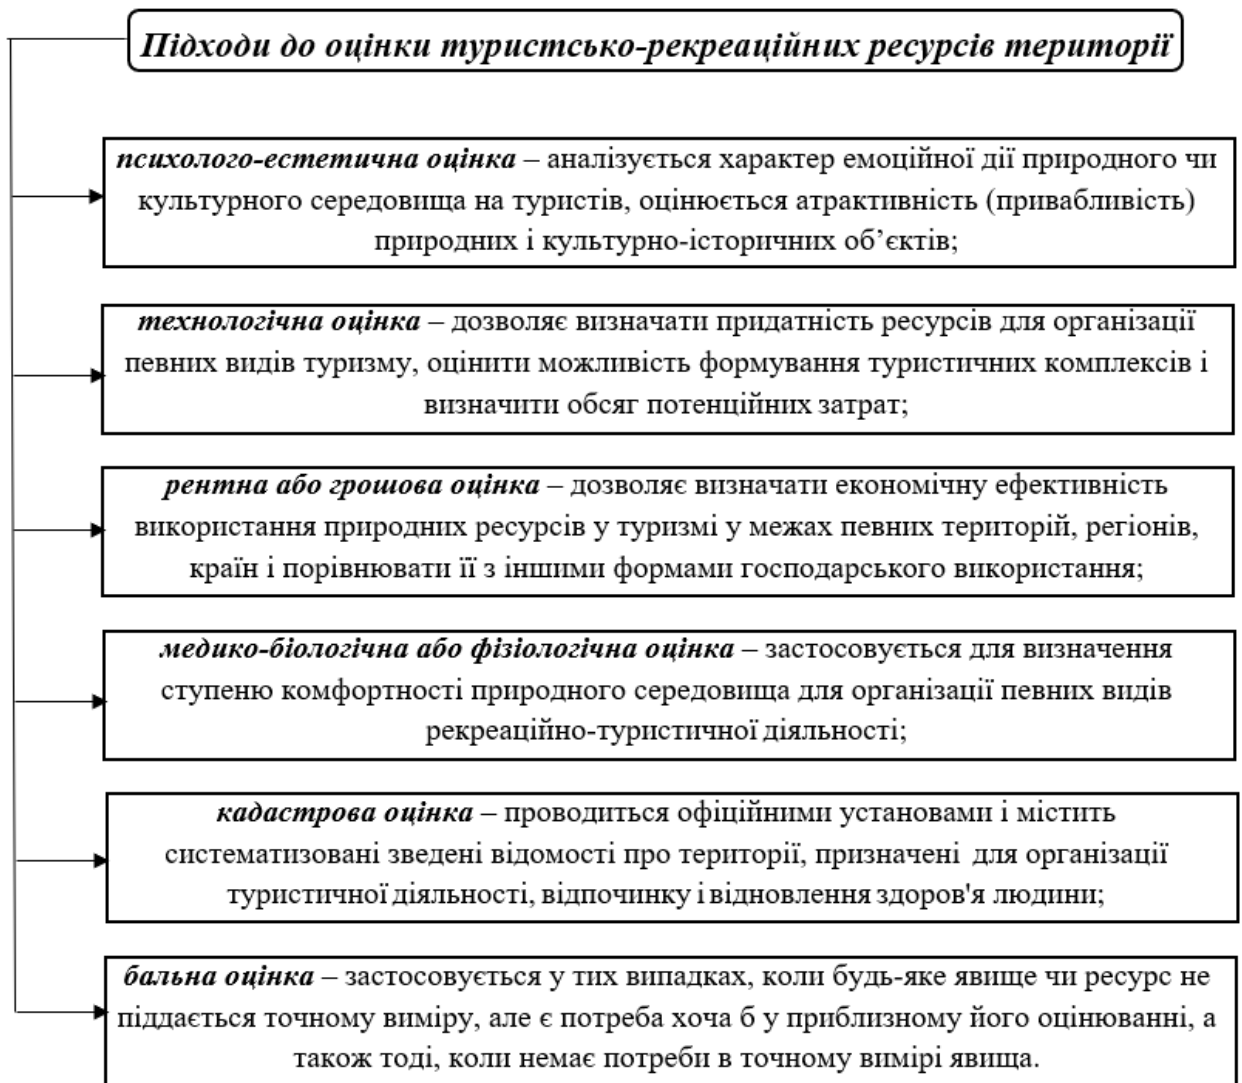 Підходи до оцінки туристсько-рекреаційних ресурсів території
психолого-естетична оцінка – аналізується характер емоційної дії природного чи
культурного середовища на туристів, оцінюється атрактивність (привабливість)
природних і культурно-історичних об’єктів;
технологічна оцінка – дозволяє визначати придатність ресурсів для організації
певних видів туризму, оцінити можливість формування туристичних комплексів і
визначити обсяг потенційних затрат;
рентна або грошова оцінка – дозволяє визначати економічну ефективність
використання природних ресурсів у туризмі у межах певних територій, регіонів,
країн і порівнювати її з іншими формами господарського використання;
медико-біологічна або фізіологічна оцінка – застосовується для визначення
ступеню комфортності природного середовища для організації певних видів
рекреаційно-туристичної діяльності;
кадастрова оцінка – проводиться офіційними установами і містить
систематизовані зведені відомості про території, призначені для організації
туристичної діяльності, відпочинку і відновлення здоров'я людини;
бальна оцінка – застосовується у тих випадках, коли будь-яке явище чи ресурс не
піддається точному виміру, але є потреба хоча б у приблизному його оцінюванні, а
також тоді, коли немає потреби в точному вимірі явища.